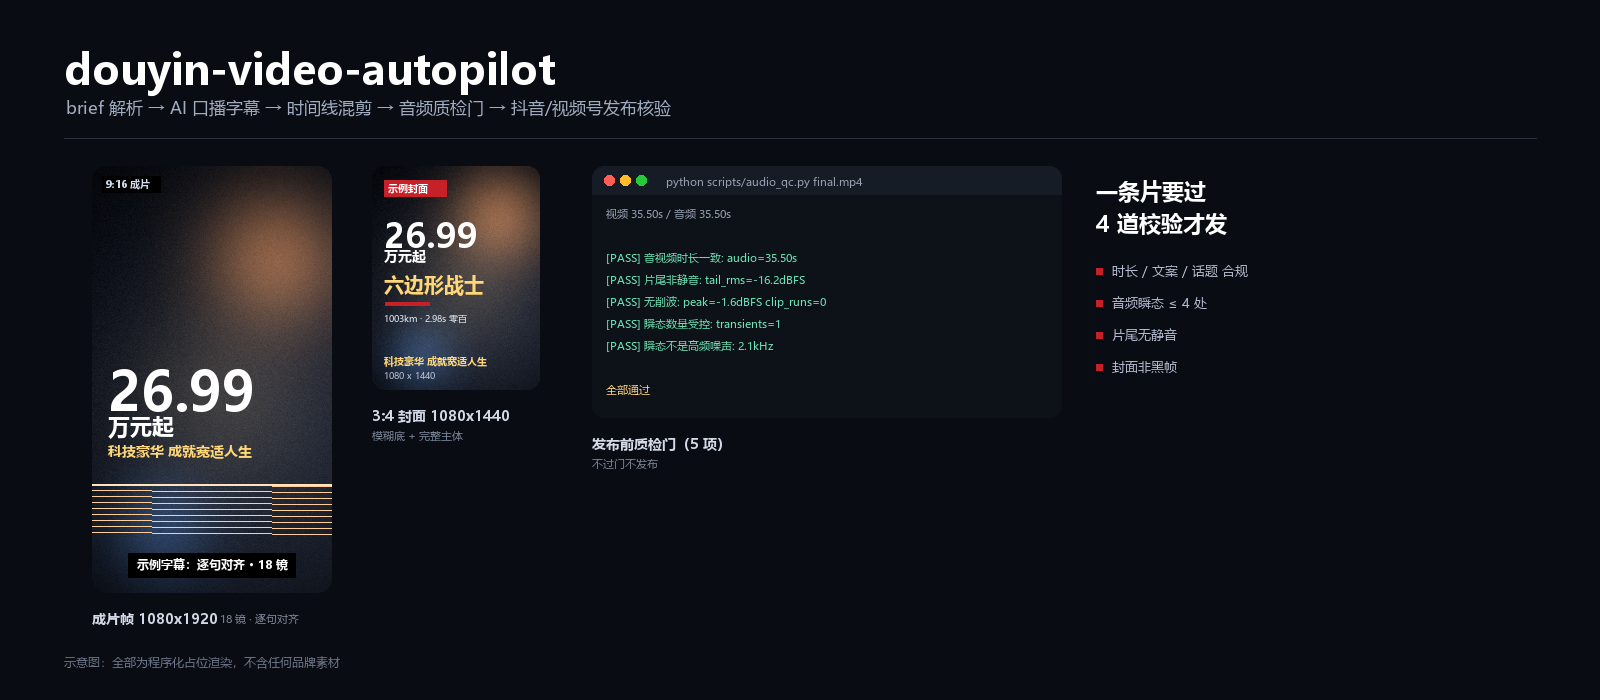 douyin-video-autopilot
brief 解析 → AI 口播字幕 → 时间线混剪 → 音频质检门 → 抖音/视频号发布核验
9:16 成片
26.99
万元起
科技豪华 成就宽适人生
示例字幕：逐句对齐・18 镜
成片帧 1080x1920 18 镜 · 逐句对齐
示例封面
26.99
万元起
六边形战士
1003km · 2.98s 零百
科技豪华 成就宽适人生
1080 x 1440
3:4 封面 1080x1440
模糊底 + 完整主体
python scripts/audio_qc.py final.mp4
视频 35.50s / 音频 35.50s
[PASS] 音视频时长一致: audio=35.50s
[PASS] 片尾非静音: tail_rms=-16.2dBFS
[PASS] 无削波: peak=-1.6dBFS clip_runs=0
[PASS] 瞬态数量受控: transients=1
[PASS] 瞬态不是高频噪声: 2.1kHz
全部通过
发布前质检门（5 项）
不过门不发布
一条片要过
4 道校验才发
时长 / 文案 / 话题 合规
音频瞬态 ≤ 4 处
片尾无静音
封面非黑帧
示意图：全部为程序化占位渲染，不含任何品牌素材